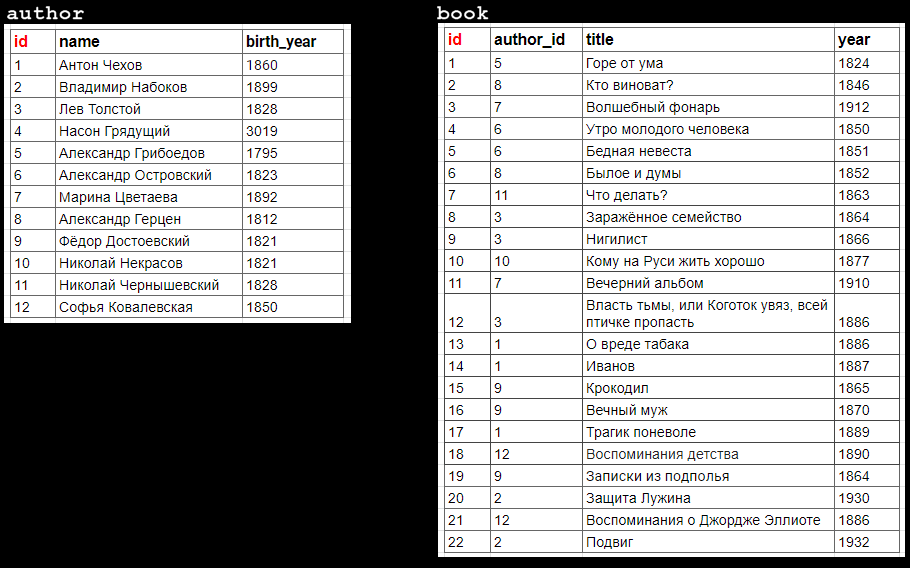 author
id name birth_year
1 Антон Чехов 1860
2 Владимир Набоков 1899
3 Лев Толстой 1828
4 Насон Грядущий 3019
5 Александр Грибоедов 1795
6 Александр Островский 1823
7 Марина Цветаева 1892
8 Александр Герцен 1812
9 Фёдор Достоевский 1821
10 Николай Некрасов 1821
11 Николай Чернышевский 1828
12 Софья Ковалевская 1850
book
id author_id title year
1 5 Горе от ума 1824
2 8 Кто виноват? 1846
3 7 Волшебный фонарь 1912
4 6 Утро молодого человека 1850
5 6 Бедная невеста 1851
6 8 Былое и думы 1852
7 11 Что делать? 1863
8 3 Заражённое семейство 1864
9 3 Нигилист 1866
10 10 Кому на Руси жить хорошо 1877
11 7 Вечерний альбом 1910
Власть тьмы, или Коготок увяз, всей
12 3 птичке пропасть 1886
13 1 О вреде табака 1886
14 1 Иванов 1887
15 9 Крокодил 1865
16 9 Вечный муж 1870
17 1 Трагик поневоле 1889
18 12 Воспоминания детства 1890
19 9 Записки из подполья 1864
20 2 Защита Лужина 1930
21 12 Воспоминания о Джордже Эллиоте 1886
22 2 Подвиг 1932